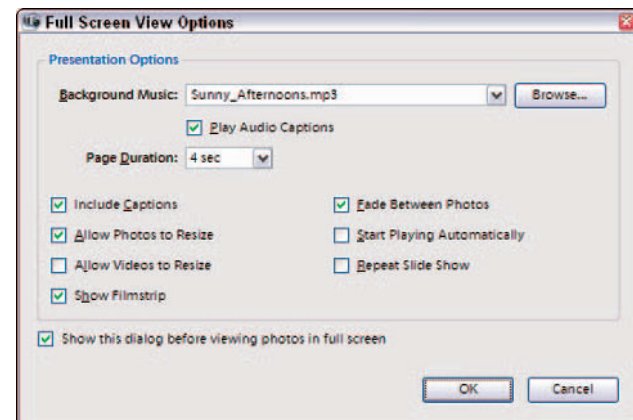 Full Screen View Options
Presentation Options
Background Music: Sunny_Afternoons.mp3 Browse...
Play Audio Captions
Page Duration: 4 sec
Include Captions Fade Between Photos
Allow Photos to Resize Start Playing Automatically
Allow Videos to Resize Repeat Slide Show
Show Filmstrip
Show this dialog before viewing photos in full screen
OK Cancel